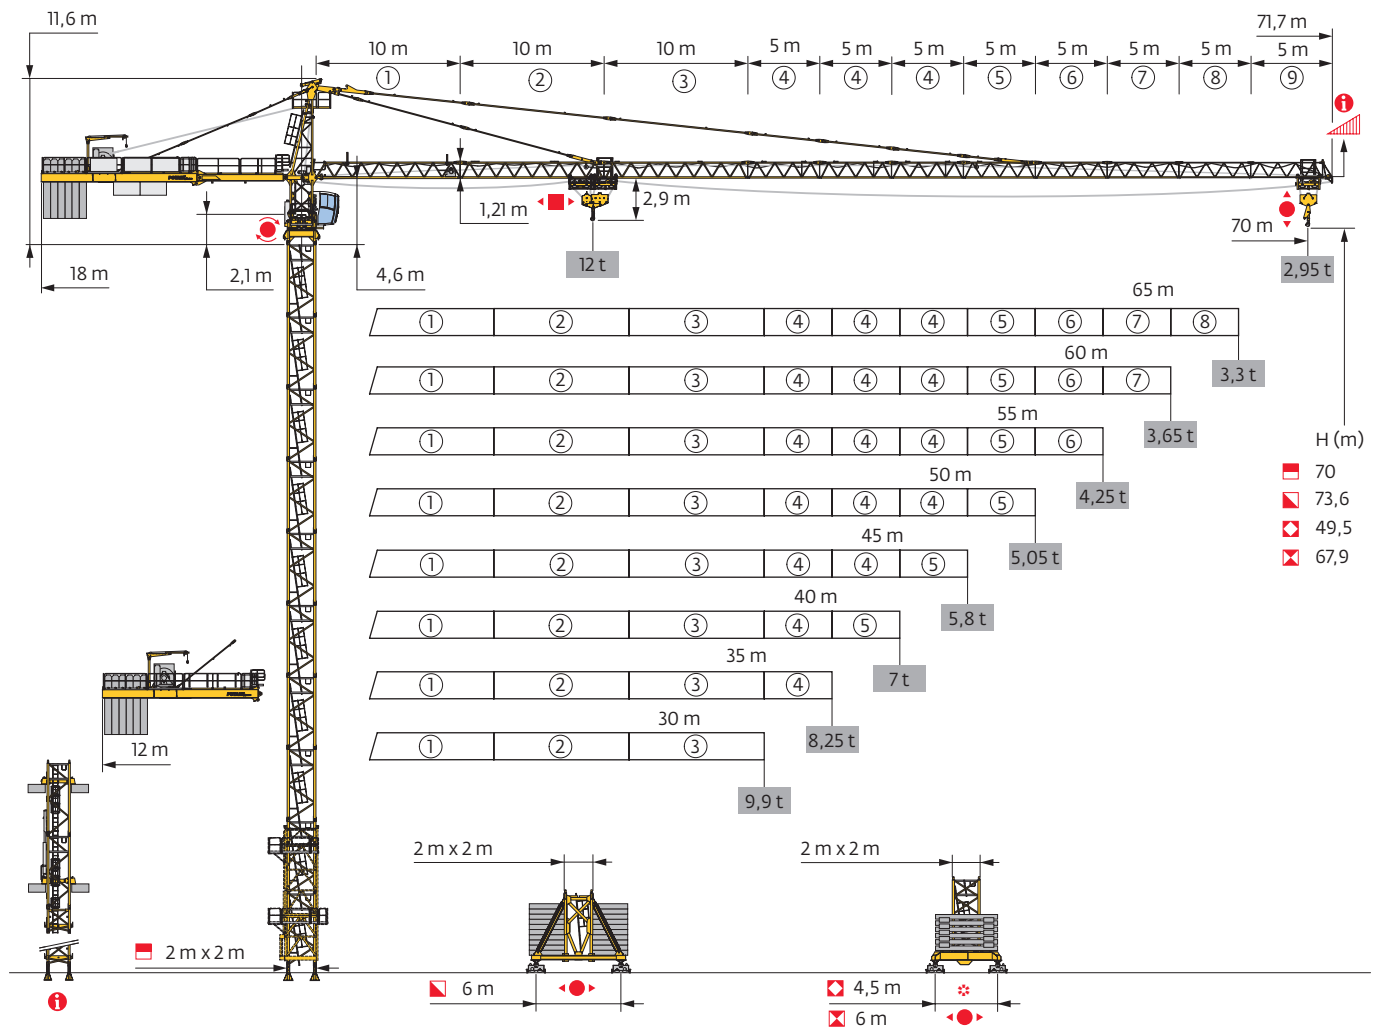 11,6 m
71,7 m
10 m 10 m 10 m 5 m 5 m 5 m 5 m 5 m 5 m 5 m 5 m
1 2 3 4 4 4 5 6 7 8 9
i
1,21 m
2,9 m
70 m
12 t
2,95 t
18 m
2,1 m
4,6 m
65 m
1 2 3 4 4 4 5 6 7 8
3,3 t
60 m
1 2 3 4 4 4 5 6 7
3,65 t
55 m
1 2 3 4 4 4 5 6
4,25 t
50 m
1 2 3 4 4 4 5
5,05 t
45 m
1 2 3 4 4 5
5,8 t
40 m
1 2 3 4 5
7 t
35 m
1 2 3 4
8,25 t
30 m
1 2 3
9,9 t
H (m)
70
73,6
49,5
67,9
12 m
2 m x 2 m
2 m x 2 m
2 m x 2 m
6 m
4,5 m
6 m
i